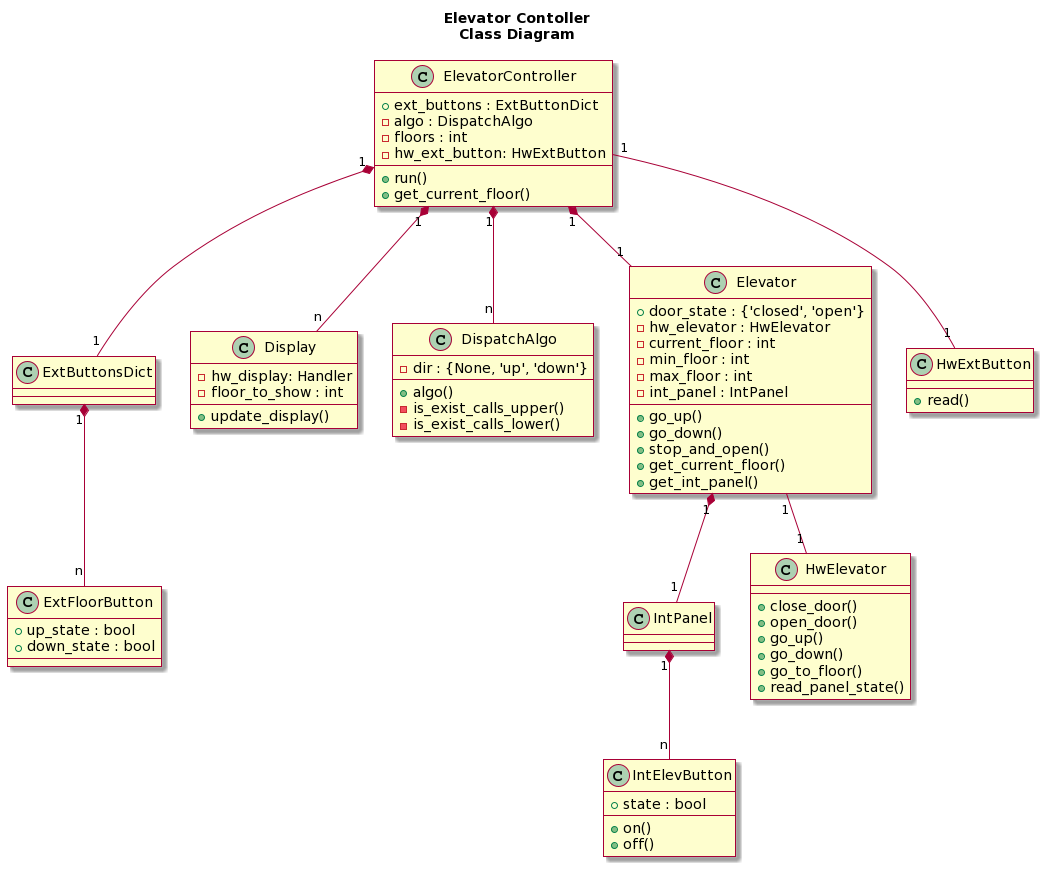 Elevator Contoller
Class Diagram
C ElevatorController
ext_buttons : ExtButtonDict
algo : DispatchAlgo
floors : int
hw_ext_button: HwExtButton
run()
get_current_floor()
1
1
1
1
1
1
n
n
1
1
C ExtButtonsDict
1
n
C Display
hw_display: Handler
floor_to_show : int
update_display()
C DispatchAlgo
dir : {None, 'up', 'down'}
algo()
is_exist_calls_upper()
is_exist_calls_lower()
C Elevator
door_state : {'closed', 'open'}
hw_elevator : HwElevator
current_floor : int
min_floor : int
max_floor : int
int_panel : IntPanel
go_up()
go_down()
stop_and_open()
get_current_floor()
get_int_panel()
C HwExtButton
read()
1
1
1
1
C ExtFloorButton
up_state : bool
down_state : bool
C IntPanel
1
n
C HwElevator
close_door()
open_door()
go_up()
go_down()
go_to_floor()
read_panel_state()
C IntElevButton
state : bool
on()
off()